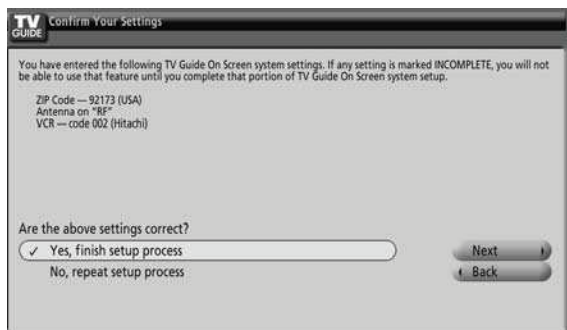 TV
GUIDE
Confirm Your Settings
You have entered the following TV Guide On Screen system settings. If any setting is marked INCOMPLETE, you will not
be able to use that feature until you complete that portion of TV Guide On Screen system setup.
ZIP Code — 92173 (USA)
Antenna on "RF"
VCR — code 002 (Hitachi)
Are the above settings correct?
✓ Yes, finish setup process
Next
No, repeat setup process
Back